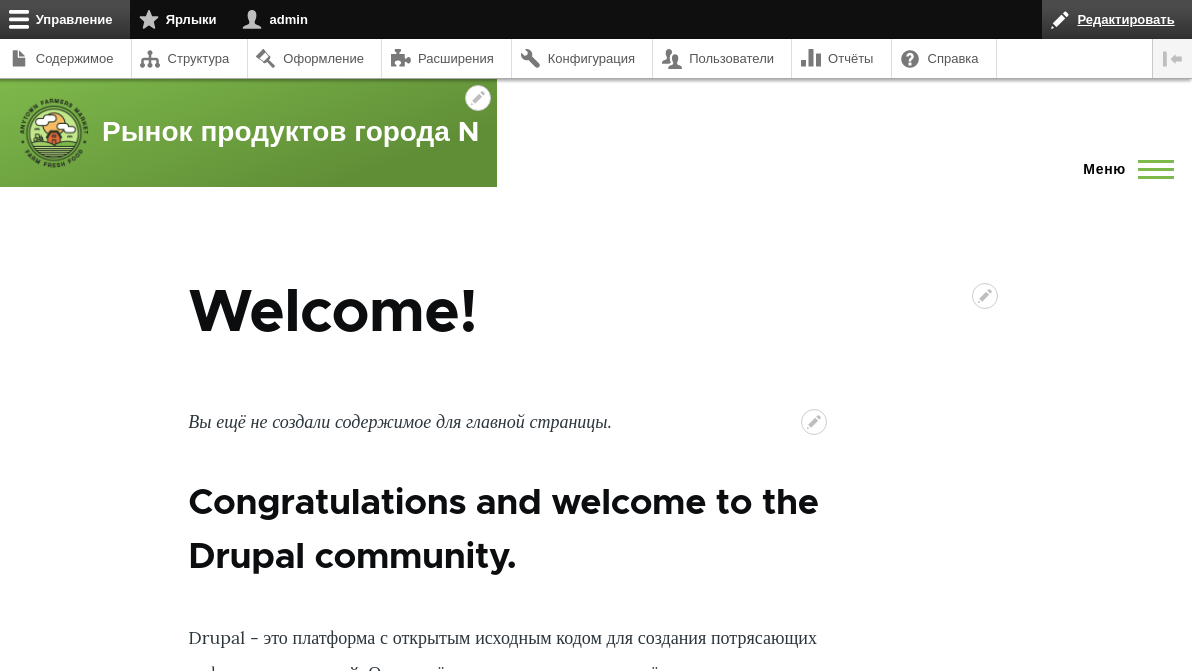 Управление
Ярлыки
admin
Редактировать
Содержимое
Структура
Оформление
Расширения
Конфигурация
Пользователи
Отчёты
Справка
ANYTOWN FARMERS MARKET
FARM FRESH FOOD
Рынок продуктов города N
Меню
Welcome!
Вы ещё не создали содержимое для главной страницы.
Congratulations and welcome to the
Drupal community.
Drupal - это платформа с открытым исходным кодом для создания потрясающих